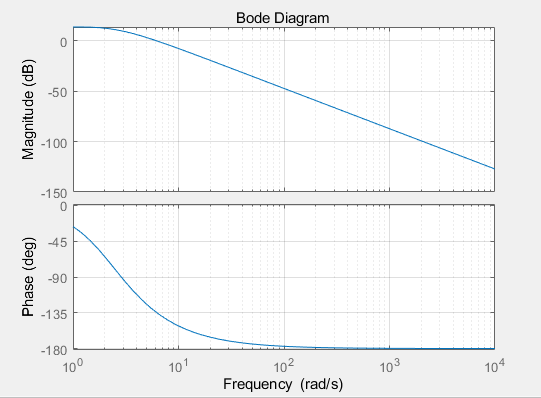 Bode Diagram
Magnitude (dB)
0
-50
-100
-150
Phase (deg)
0
-45
-90
-135
-180
10^0 10^1 10^2 10^3 10^4
Frequency (rad/s)